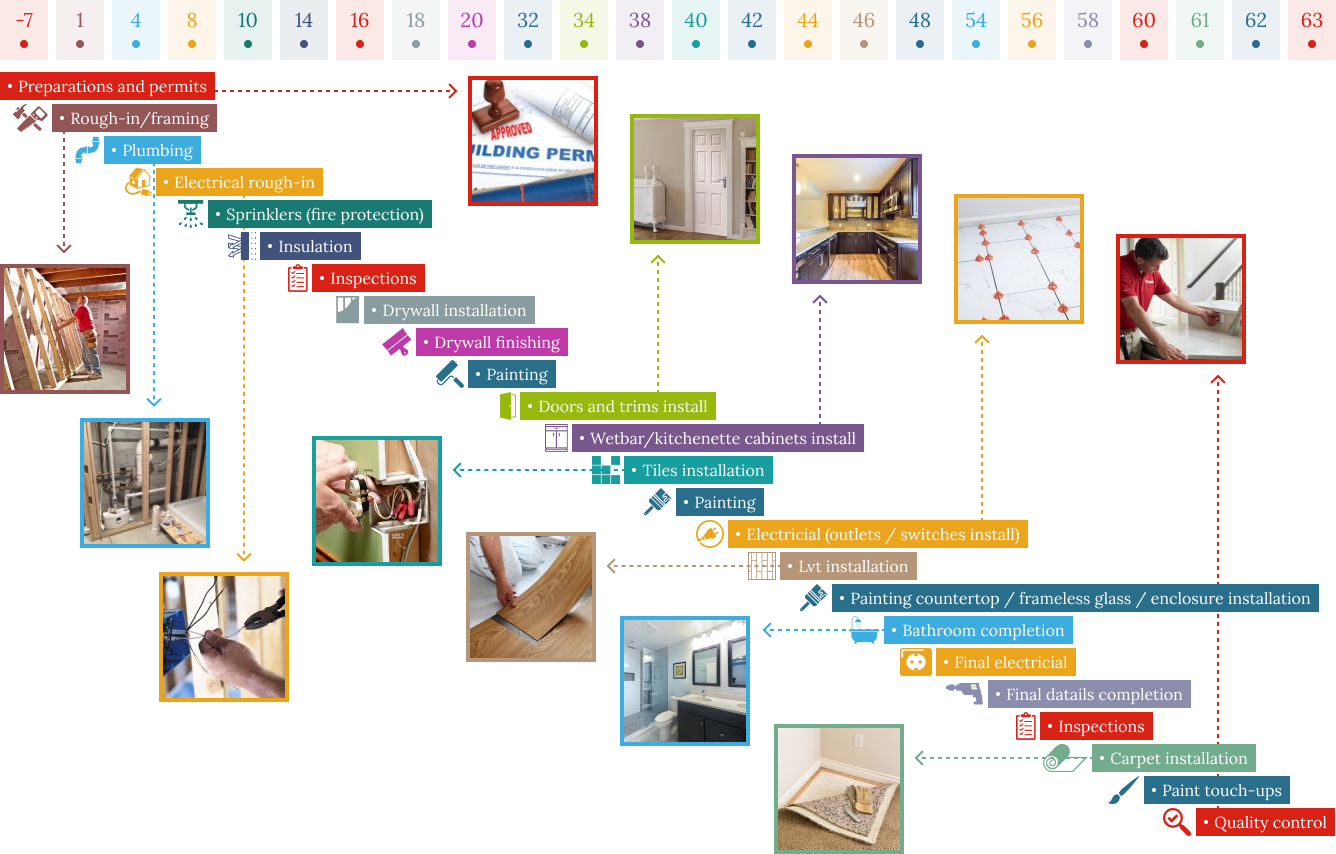 -7 1 4 8 10 14 16 18 20 32 34 38 40 42 44 46 48 54 56 58 60 61 62 63
• Preparations and permits
• Rough-in/framing
• Plumbing
• Electrical rough-in
• Sprinklers (fire protection)
• Insulation
• Inspections
• Drywall installation
• Drywall finishing
• Painting
• Doors and trims install
• Wetbar/kitchenette cabinets install
• Tiles installation
• Painting
• Electricial (outlets / switches install)
• Lvt installation
• Painting countertop / frameless glass / enclosure installation
• Bathroom completion
• Final electricial
• Final datails completion
• Inspections
• Carpet installation
• Paint touch-ups
• Quality control
APPROVED
UILDING PERM